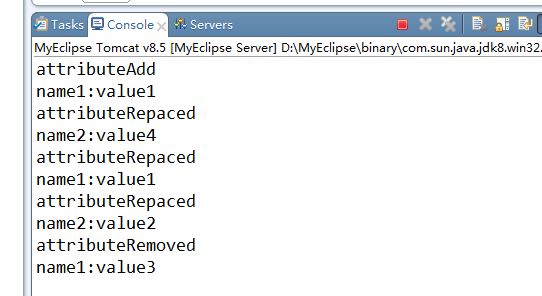 Tasks Console Servers
MyEclipse Tomcat v8.5 [MyEclipse Server] D:\MyEclipse\binary\com.sun.java.jdk8.win32.
attributeAdd
name1:value1
attributeRepaced
name2:value4
attributeRepaced
name1:value1
attributeRepaced
name2:value2
attributeRemoved
name1:value3